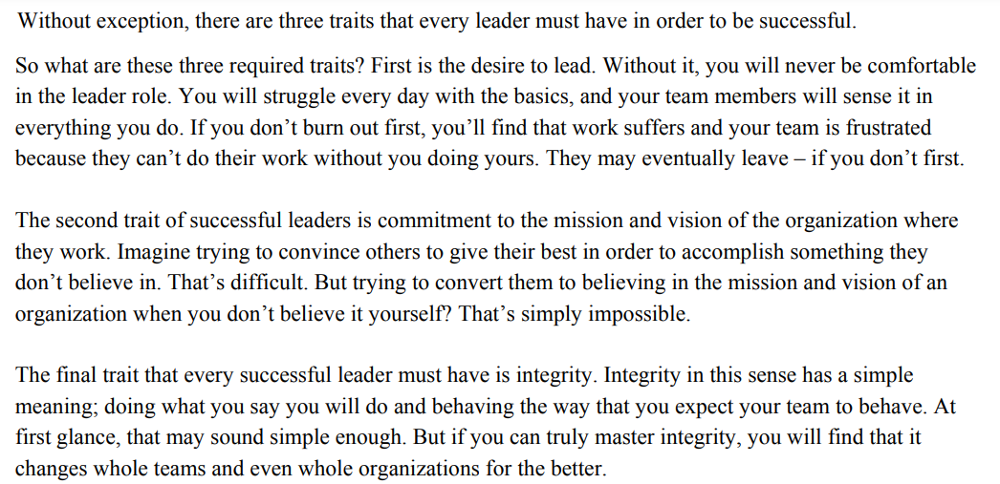 Without exception, there are three traits that every leader must have in order to be successful.
So what are these three required traits? First is the desire to lead. Without it, you will never be comfortable
in the leader role. You will struggle every day with the basics, and your team members will sense it in
everything you do. If you don’t burn out first, you’ll find that work suffers and your team is frustrated
because they can’t do their work without you doing yours. They may eventually leave – if you don’t first.
The second trait of successful leaders is commitment to the mission and vision of the organization where
they work. Imagine trying to convince others to give their best in order to accomplish something they
don’t believe in. That’s difficult. But trying to convert them to believing in the mission and vision of an
organization when you don’t believe it yourself? That’s simply impossible.
The final trait that every successful leader must have is integrity. Integrity in this sense has a simple
meaning; doing what you say you will do and behaving the way that you expect your team to behave. At
first glance, that may sound simple enough. But if you can truly master integrity, you will find that it
changes whole teams and even whole organizations for the better.